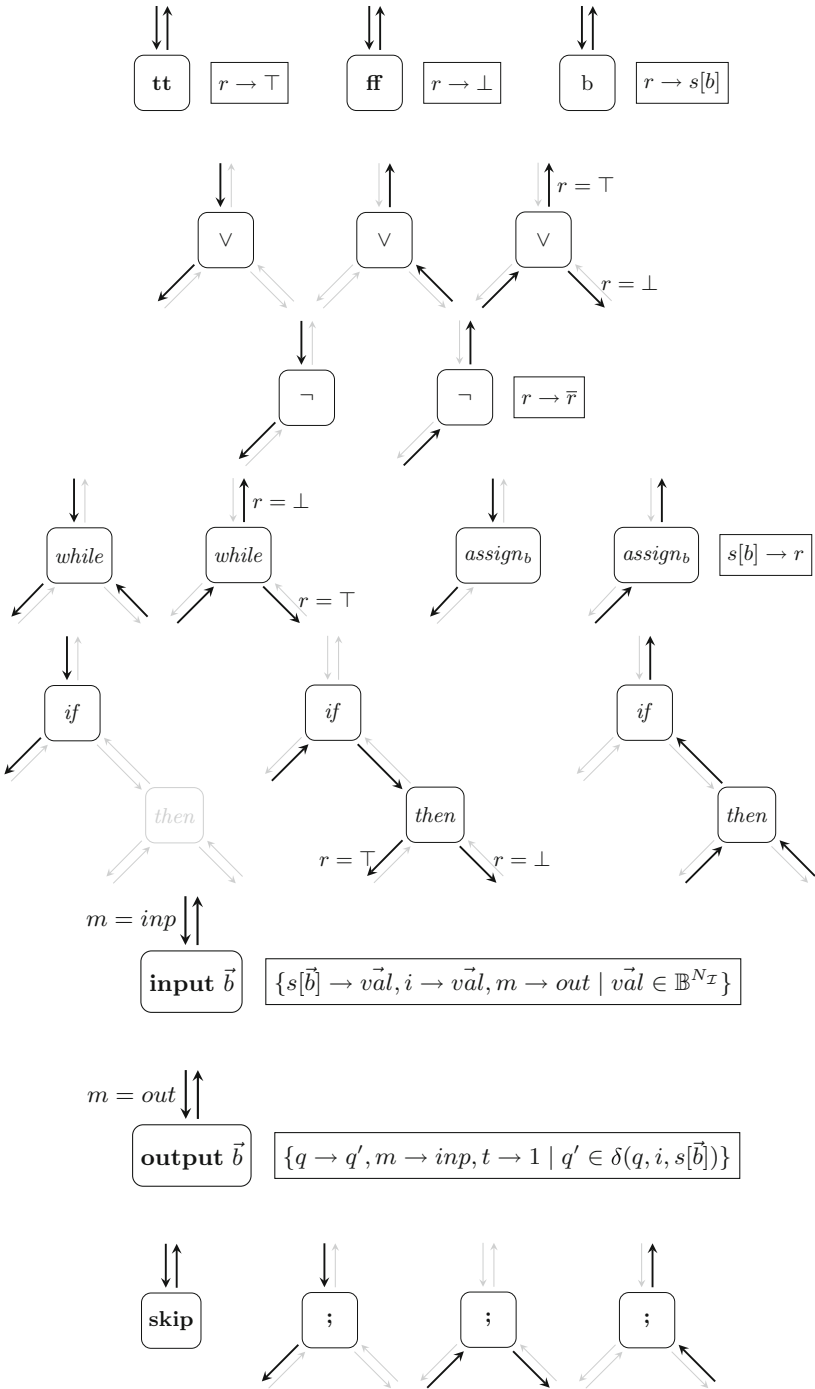 tt r → ⊤ ff r → ⊥ b r → s[b]
r = ⊤
∨ ∨ ∨
r = ⊥
¬ ¬ r → r̅
r = ⊥
while while assign_b assign_b s[b] → r
r = ⊤
if if if
then then then
r = ⊤ r = ⊥
m = inp
input b⃗ {s[b⃗] → val⃗, i → val⃗, m → out | val⃗ ∈ 𝔹^{N_ℐ}}
m = out
output b⃗ {q → q′, m → inp, t → 1 | q′ ∈ δ(q, i, s[b⃗])}
skip ; ; ;